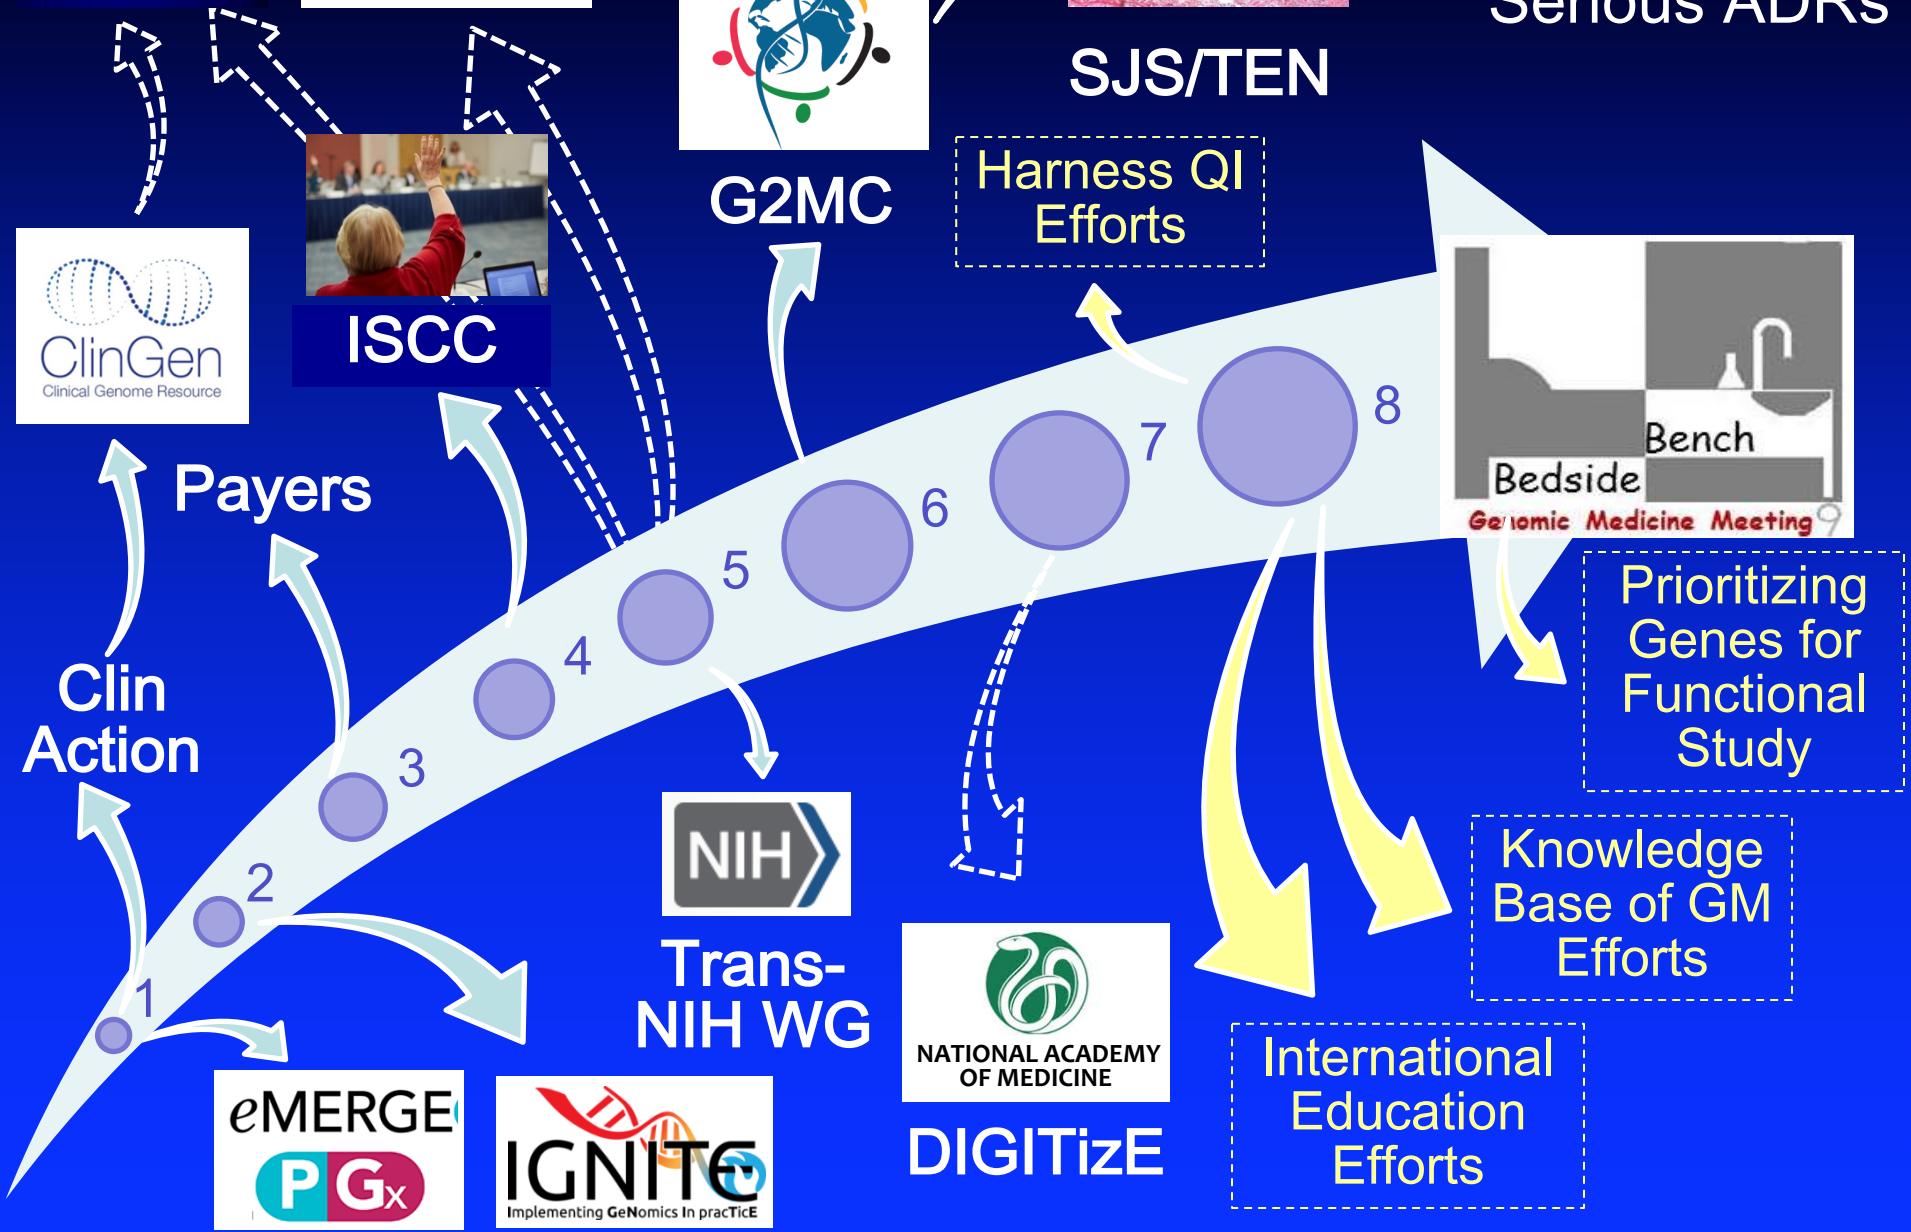 Serious ADRs
SJS/TEN
G2MC
Harness QI
Efforts
ClinGen
Clinical Genome Resource
ISCC
Payers
Clin
Action
1
2
3
4
5
6
7
8
Bench
Bedside
Genomic Medicine Meeting 9
Prioritizing
Genes for
Functional
Study
Knowledge
Base of GM
Efforts
International
Education
Efforts
NIH
Trans-
NIH WG
NATIONAL ACADEMY
OF MEDICINE
DIGITizE
eMERGE
PGx
IGNITE
Implementing GeNomics In pracTicE